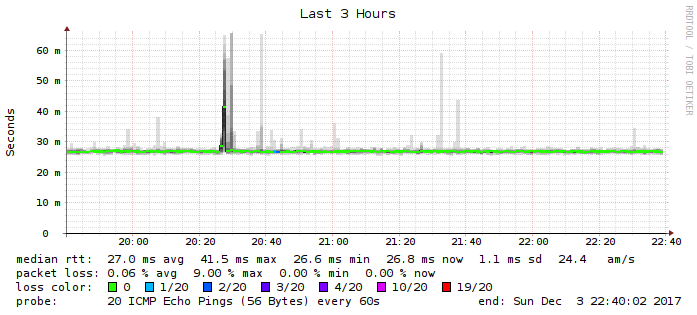 Last 3 Hours
RRDTOOL / TOBI OETIKER
Seconds
60 m
50 m
40 m
30 m
20 m
10 m
0
20:00 20:20 20:40 21:00 21:20 21:40 22:00 22:20 22:40
median rtt: 27.0 ms avg 41.5 ms max 26.6 ms min 26.8 ms now 1.1 ms sd 24.4 am/s
packet loss: 0.06 % avg 9.00 % max 0.00 % min 0.00 % now
loss color: 0 1/20 2/20 3/20 4/20 10/20 19/20
probe: 20 ICMP Echo Pings (56 Bytes) every 60s end: Sun Dec 3 22:40:02 2017